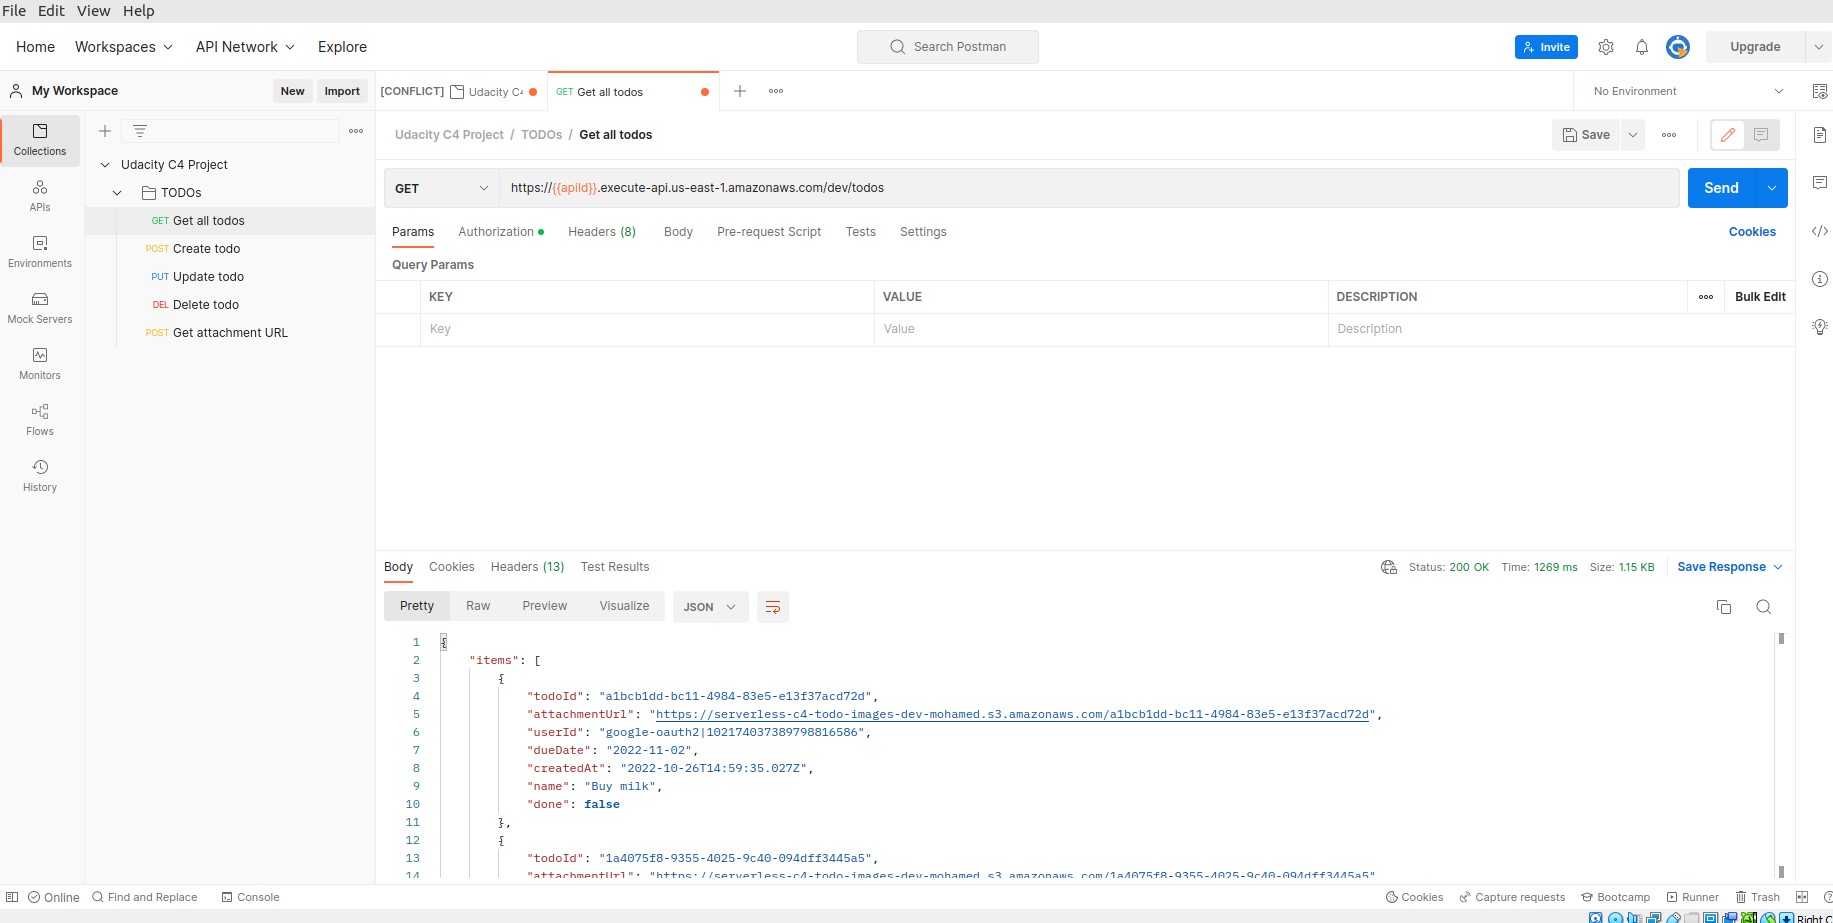 File Edit View Help
Home Workspaces API Network Explore Search Postman Invite Upgrade
My Workspace New Import [CONFLICT] Udacity C4 GET Get all todos No Environment
Collections
APIs
Environments
Mock Servers
Monitors
Flows
History
Udacity C4 Project
TODOs
GET Get all todos
POST Create todo
PUT Update todo
DEL Delete todo
POST Get attachment URL
Udacity C4 Project / TODOs / Get all todos Save
GET https://{{apiId}}.execute-api.us-east-1.amazonaws.com/dev/todos Send
Params Authorization Headers (8) Body Pre-request Script Tests Settings Cookies
Query Params
KEY VALUE DESCRIPTION Bulk Edit
Key Value Description
Body Cookies Headers (13) Test Results Status: 200 OK Time: 1269 ms Size: 1.15 KB Save Response
Pretty Raw Preview Visualize JSON
1 {
2 "items": [
3 {
4 "todoId": "a1bcb1dd-bc11-4984-83e5-e13f37acd72d",
5 "attachmentUrl": "https://serverless-c4-todo-images-dev-mohamed.s3.amazonaws.com/a1bcb1dd-bc11-4984-83e5-e13f37acd72d",
6 "userId": "google-oauth2|102174037389798816586",
7 "dueDate": "2022-11-02",
8 "createdAt": "2022-10-26T14:59:35.027Z",
9 "name": "Buy milk",
10 "done": false
11 },
12 {
13 "todoId": "1a4075f8-9355-4025-9c40-094dff3445a5",
14 "attachmentUrl": "https://serverless-c4-todo-images-dev-mohamed.s3.amazonaws.com/1a4075f8-9355-4025-9c40-094dff3445a5"
Online Find and Replace Console Cookies Capture requests Bootcamp Runner Trash
Right C